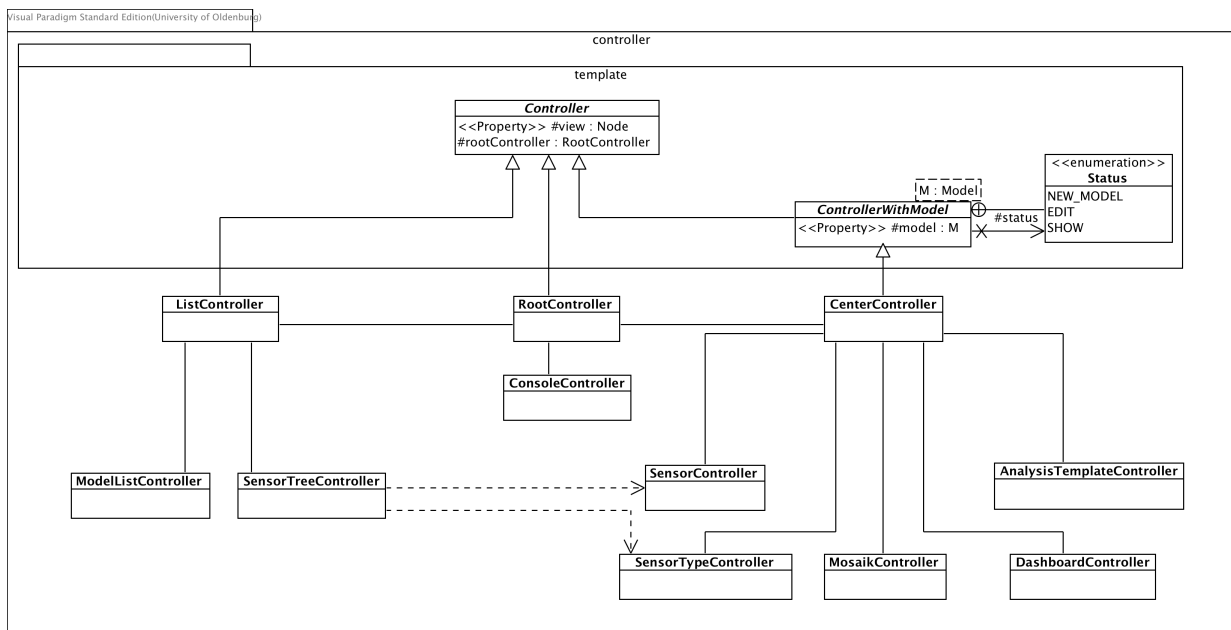 Visual Paradigm Standard Edition(University of Oldenburg)
controller
template
Controller
<<Property>> #view : Node
#rootController : RootController
<<enumeration>>
Status
NEW_MODEL
EDIT
SHOW
M : Model
ControllerWithModel
<<Property>> #model : M
#status
ListController
RootController
CenterController
ConsoleController
ModelListController
SensorTreeController
SensorController
AnalysisTemplateController
SensorTypeController
MosaikController
DashboardController